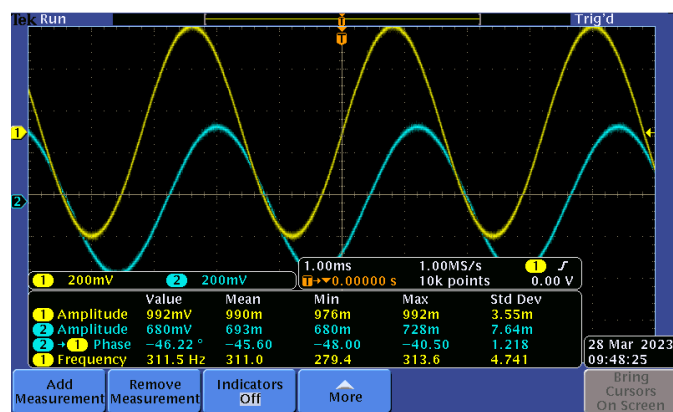 Tek Run Trig'd
T
T
1
2
1 200mV 2 200mV
1.00ms 1.00MS/s 1
T→▼0.00000 s 10k points 0.00 V
Value Mean Min Max Std Dev
1 Amplitude 992mV 990m 976m 992m 3.55m
2 Amplitude 680mV 693m 680m 728m 7.64m
2 → 1 Phase −46.22 ° −45.60 −48.00 −40.50 1.218
1 Frequency 311.5 Hz 311.0 279.4 313.6 4.741
28 Mar 2023
09:48:25
Add Measurement
Remove Measurement
Indicators
Off
More
Bring
Cursors
On Screen